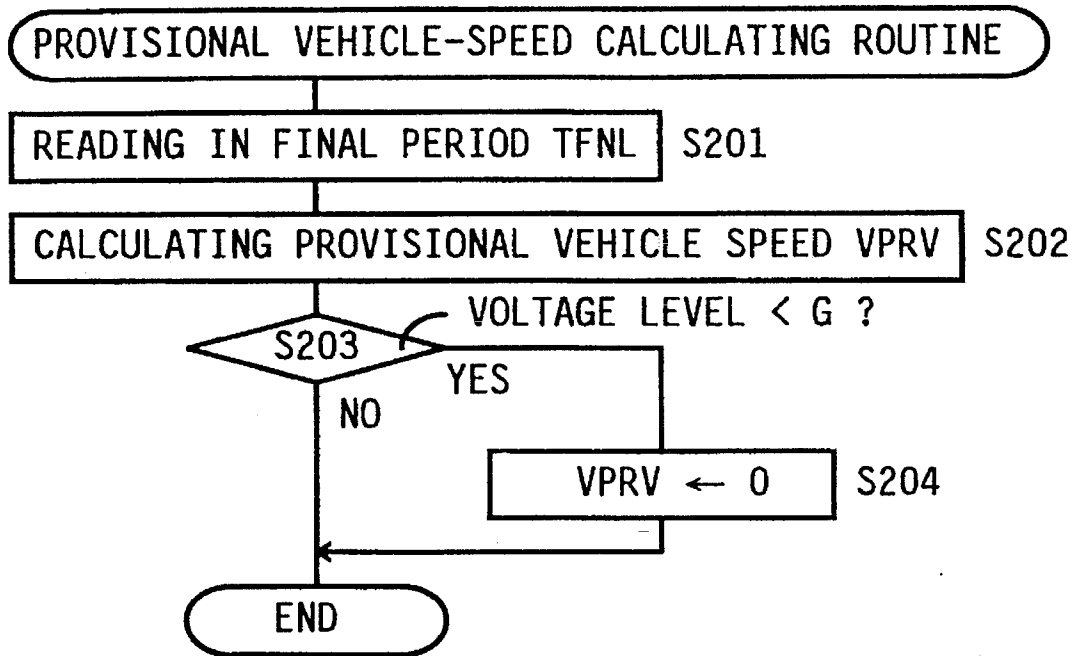 PROVISIONAL VEHICLE-SPEED CALCULATING ROUTINE
READING IN FINAL PERIOD TFNL S201
CALCULATING PROVISIONAL VEHICLE SPEED VPRV S202
VOLTAGE LEVEL < G ?
S203
YES
NO
VPRV ← 0 S204
END